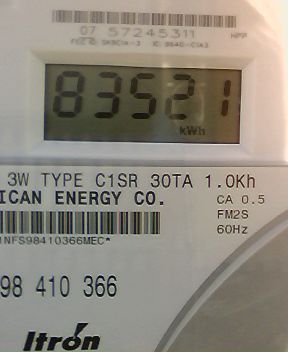 07 57245311
83521
kWh
3W TYPE C1SR 30TA 1.0Kh
ICAN ENERGY CO.
CA 0.5
FM2S
60Hz
1NFS98410366MEC*
98 410 366
Itron